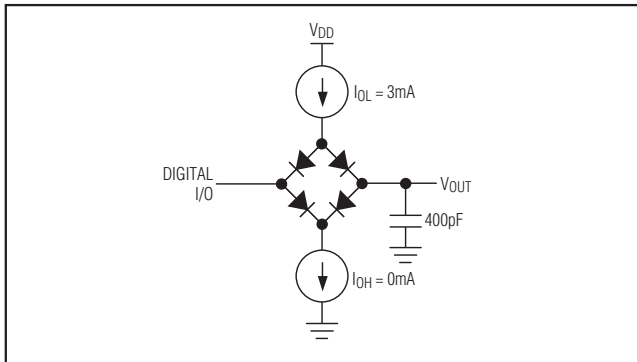 VDD
IOL = 3mA
DIGITAL
I/O
VOUT
400pF
IOH = 0mA